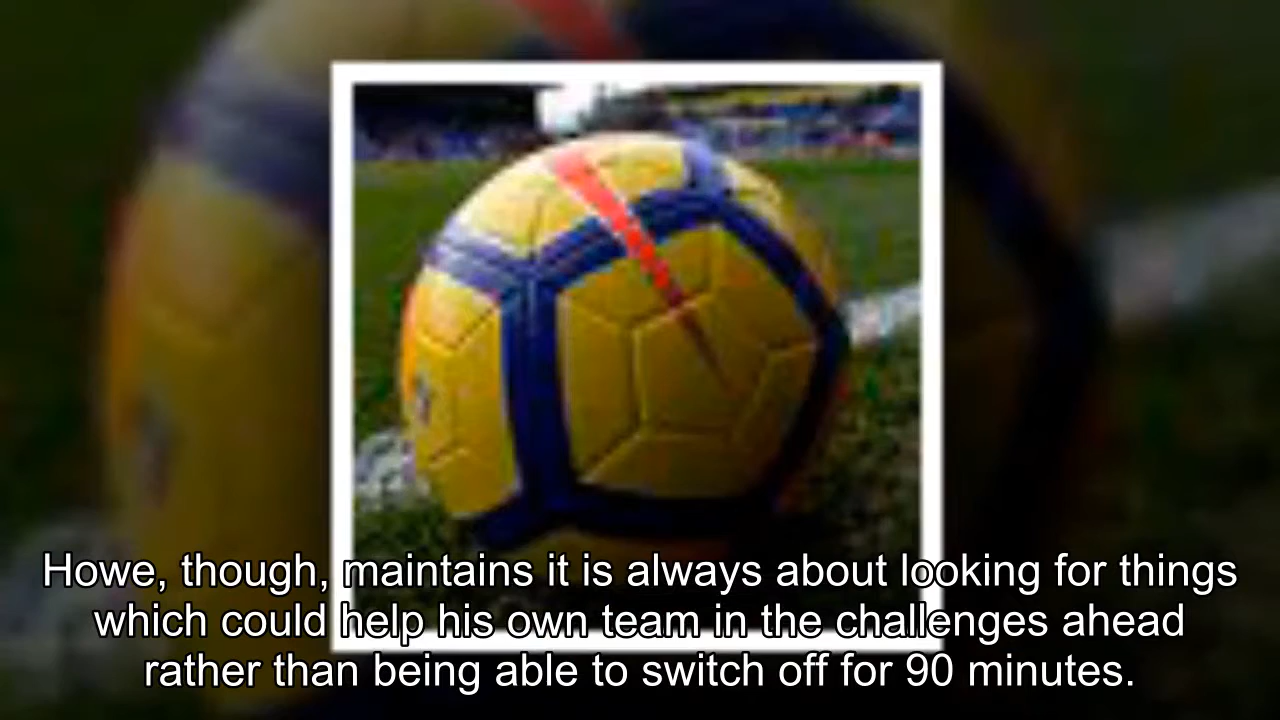 Howe, though, maintains it is always about looking for things
which could help his own team in the challenges ahead
rather than being able to switch off for 90 minutes.